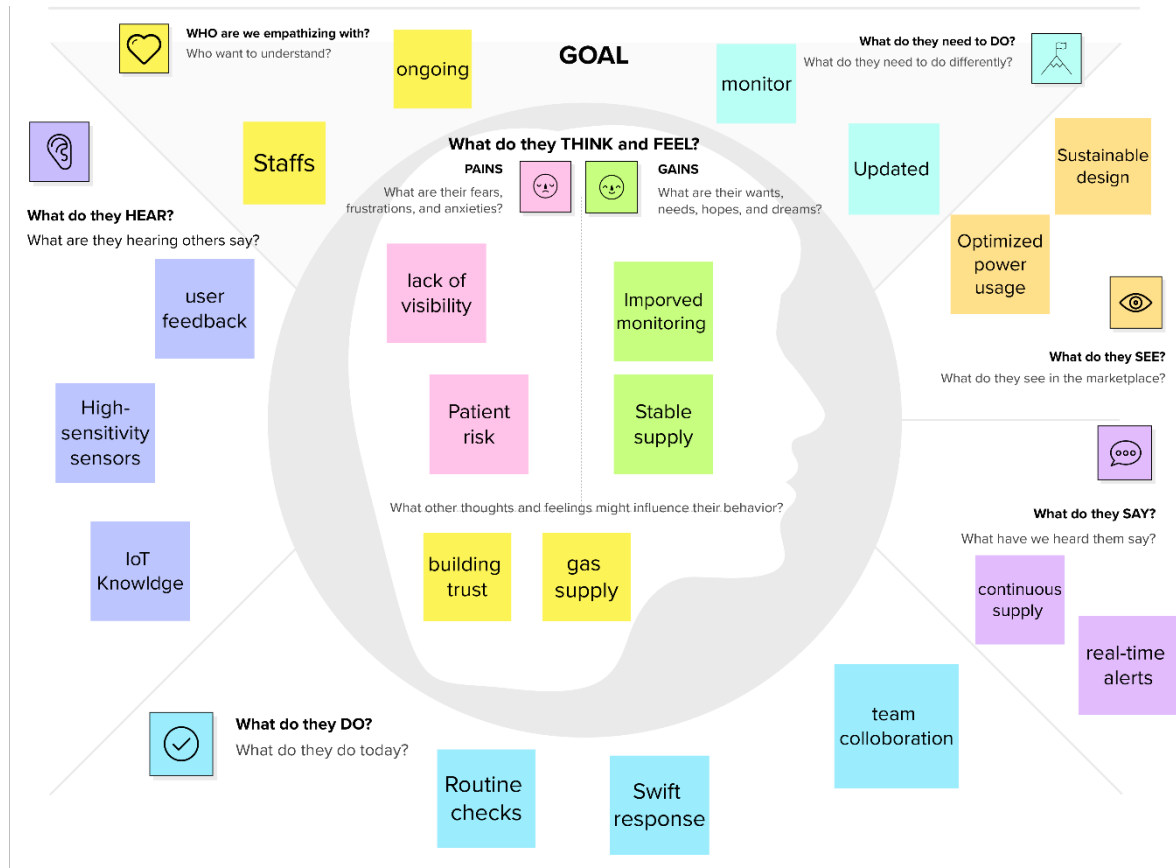 WHO are we empathizing with?
Who want to understand?
ongoing
Staffs
GOAL
What do they need to DO?
What do they need to do differently?
monitor
Updated
Sustainable
design
Optimized
power
usage
What do they SEE?
What do they see in the marketplace?
What do they SAY?
What have we heard them say?
continuous
supply
real-time
alerts
What do they DO?
What do they do today?
Routine
checks
Swift
response
team
colloboration
What do they HEAR?
What are they hearing others say?
user
feedback
High-
sensitivity
sensors
IoT
Knowldge
What do they THINK and FEEL?
PAINS
What are their fears,
frustrations, and anxieties?
lack of
visibility
Patient
risk
GAINS
What are their wants,
needs, hopes, and dreams?
Imporved
monitoring
Stable
supply
What other thoughts and feelings might influence their behavior?
building
trust
gas
supply